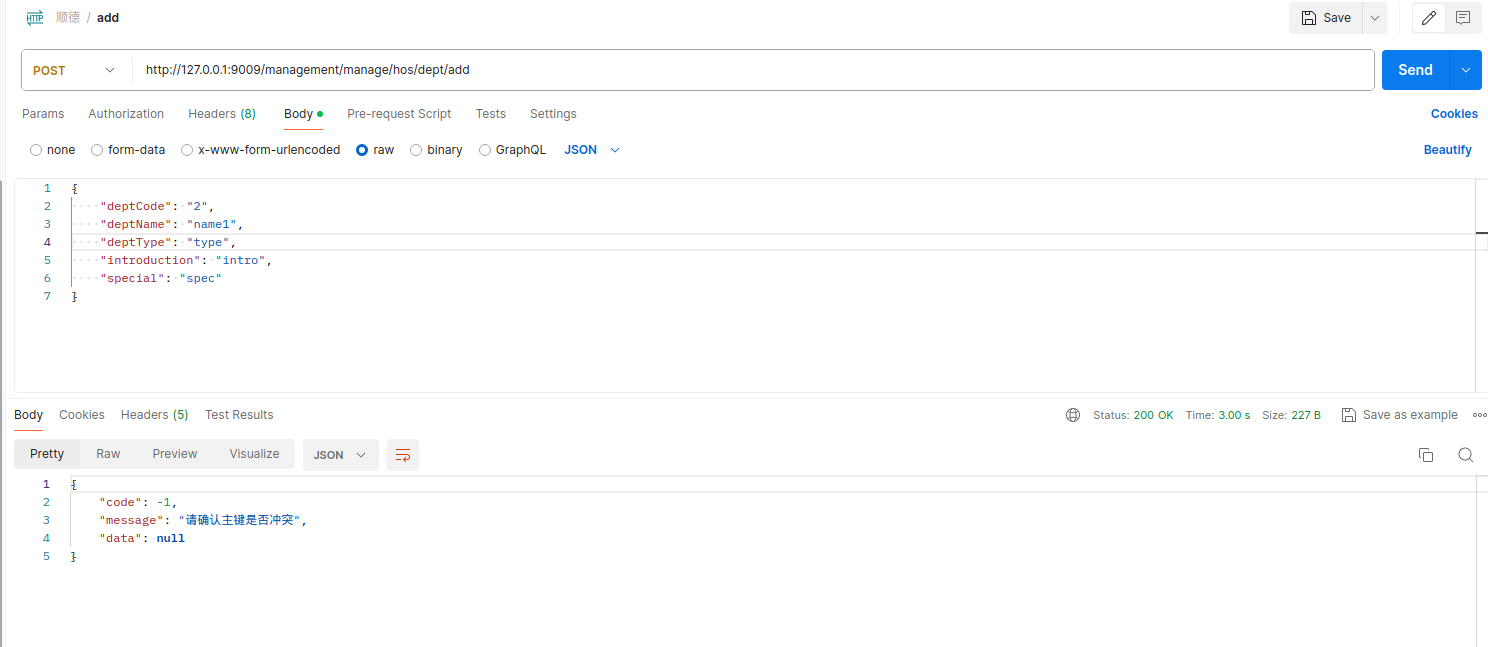 HTTP 顺德 / add Save
POST http://127.0.0.1:9009/management/manage/hos/dept/add Send
Params Authorization Headers (8) Body Pre-request Script Tests Settings Cookies
none form-data x-www-form-urlencoded raw binary GraphQL JSON Beautify
1 {
2 "deptCode": "2",
3 "deptName": "name1",
4 "deptType": "type",
5 "introduction": "intro",
6 "special": "spec"
7 }
Body Cookies Headers (5) Test Results Status: 200 OK Time: 3.00 s Size: 227 B Save as example
Pretty Raw Preview Visualize JSON
1 {
2 "code": -1,
3 "message": "请确认主键是否冲突",
4 "data": null
5 }